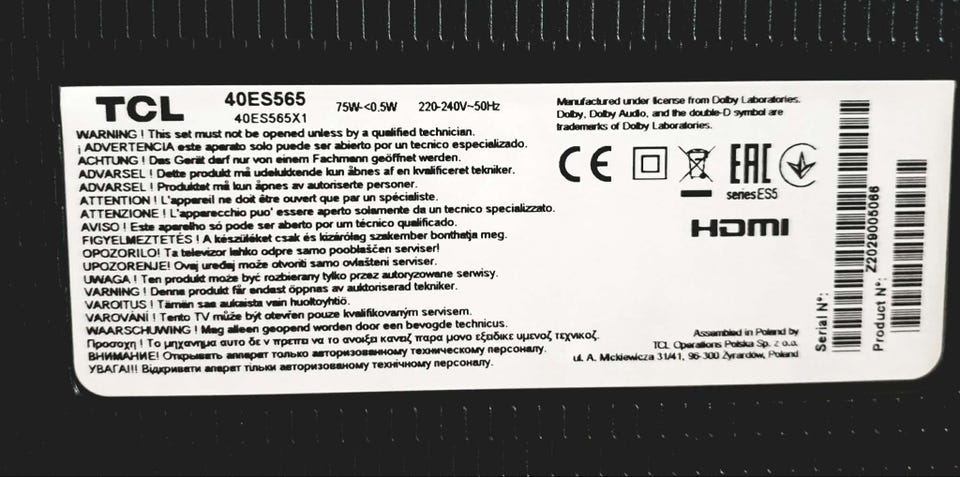 TCL
40ES565
40ES565X1
75W-<0.5W 220-240V~50Hz
WARNING ! This set must not be opened unless by a qualified technician.
¡ ADVERTENCIA este aparato solo puede ser abierto por un tecnico especializado.
ACHTUNG ! Das Gerät darf nur von einem Fachmann geöffnet werden.
ADVARSEL ! Dette produkt må udelukkende kun åbnes af en kvalificeret tekniker.
ADVARSEL ! Produktet må kun åpnes av autoriserte personer.
ATTENTION ! L'appareil ne doit être ouvert que par un spécialiste.
ATTENZIONE ! L'apparecchio puo' essere aperto solamente da un tecnico specializzato.
AVISO ! Este aparelho só pode ser aberto por um técnico qualificado.
FIGYELMEZTETÉS ! A készüléket csak és kizárólag szakember bonthatja meg.
OPOZORILO! Ta televizor lahko odpre samo pooblaščen serviser!
UPOZORENJE! Ovaj uređaj može otvoriti samo ovlašteni serviser.
UWAGA ! Ten produkt może być rozbierany tylko przez autoryzowane serwisy.
VARNING ! Denna produkt får endast öppnas av auktoriserad tekniker.
VAROITUS ! Tämän saa aukaista vain huoltoyhtiö.
VAROVÁNÍ ! Tento TV může být otevřen pouze kvalifikovaným servisem.
WAARSCHUWING ! Mag alleen geopend worden door een bevogde technicus.
Προσοχη ! Το μηχανημα αυτο δε ν πρεπει να το ανοιξει κανεις παρα μονο εξαδικε υμενος τεχνικος.
ВНИМАНИЕ! Открывать аппарат только авторизованному техническому персоналу.
УВАГА!!! Відкривати апарат тільки авторизованому технічному персоналу.
Manufactured under license from Dolby Laboratories.
Dolby, Dolby Audio, and the double-D symbol are
trademarks of Dolby Laboratories.
CE EAC
series ES5
HDMI
Assembled in Poland by
TCL Operations Polska Sp. z o.o.
ul. A. Mickiewicza 31/41, 96-300 Żyrardów, Poland
Serial Nº:
Z2029005066
Product Nº: